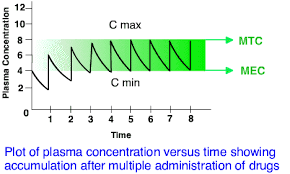 Plasma Concentration
12
10
8
6
4
2
0
C max
C min
MTC
MEC
1 2 3 4 5 6 7 8
Time
Plot of plasma concentration versus time showing
accumulation after multiple administration of drugs